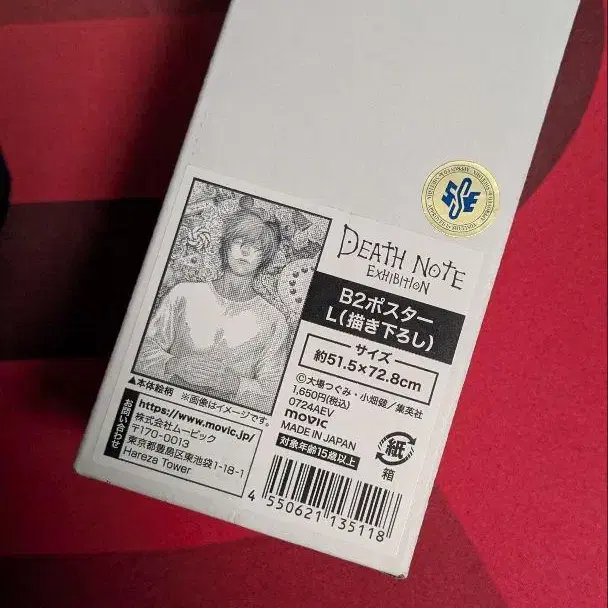 DEATH NOTE
EXHIBITION
B2ポスター
L(描き下ろし)
サイズ
約51.5×72.8cm
©大場つぐみ・小畑健／集英社
1,650円(税込)
0724AEV
movic
MADE IN JAPAN
対象年齢15歳以上
紙
箱
▲本体絵柄 ※画像はイメージです。
お問い合わせ
https://www.movic.jp/
株式会社ムービック
〒170-0013
東京都豊島区東池袋1-18-1
Hareza Tower
4 550621 135118